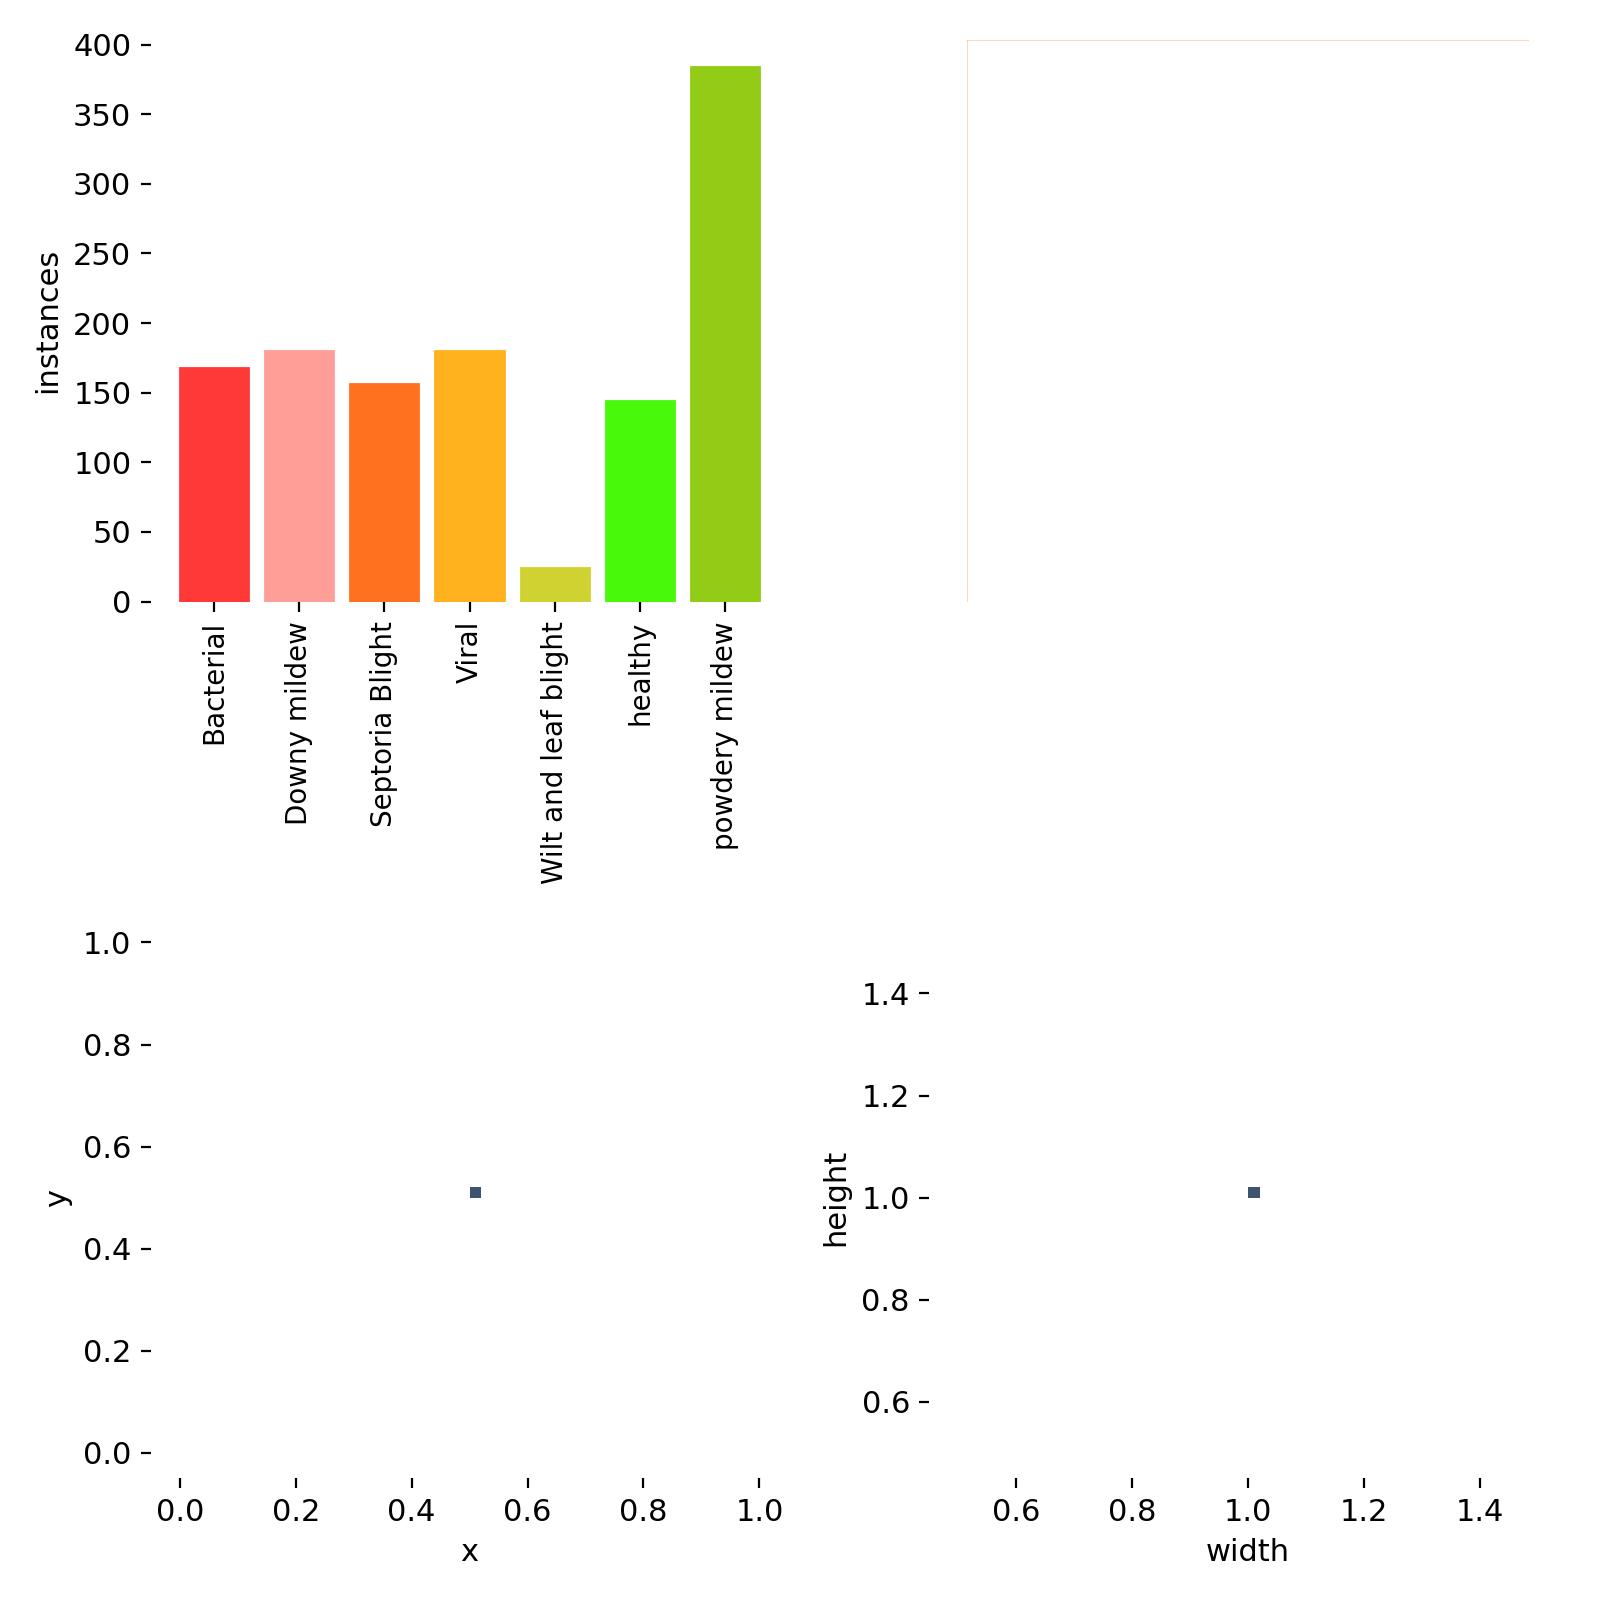 400
350
300
250
200
150
100
50
0
instances
Bacterial
Downy mildew
Septoria Blight
Viral
Wilt and leaf blight
healthy
powdery mildew
1.0
0.8
0.6
0.4
0.2
0.0
y
0.0 0.2 0.4 0.6 0.8 1.0
x
1.4
1.2
1.0
0.8
0.6
height
0.6 0.8 1.0 1.2 1.4
width